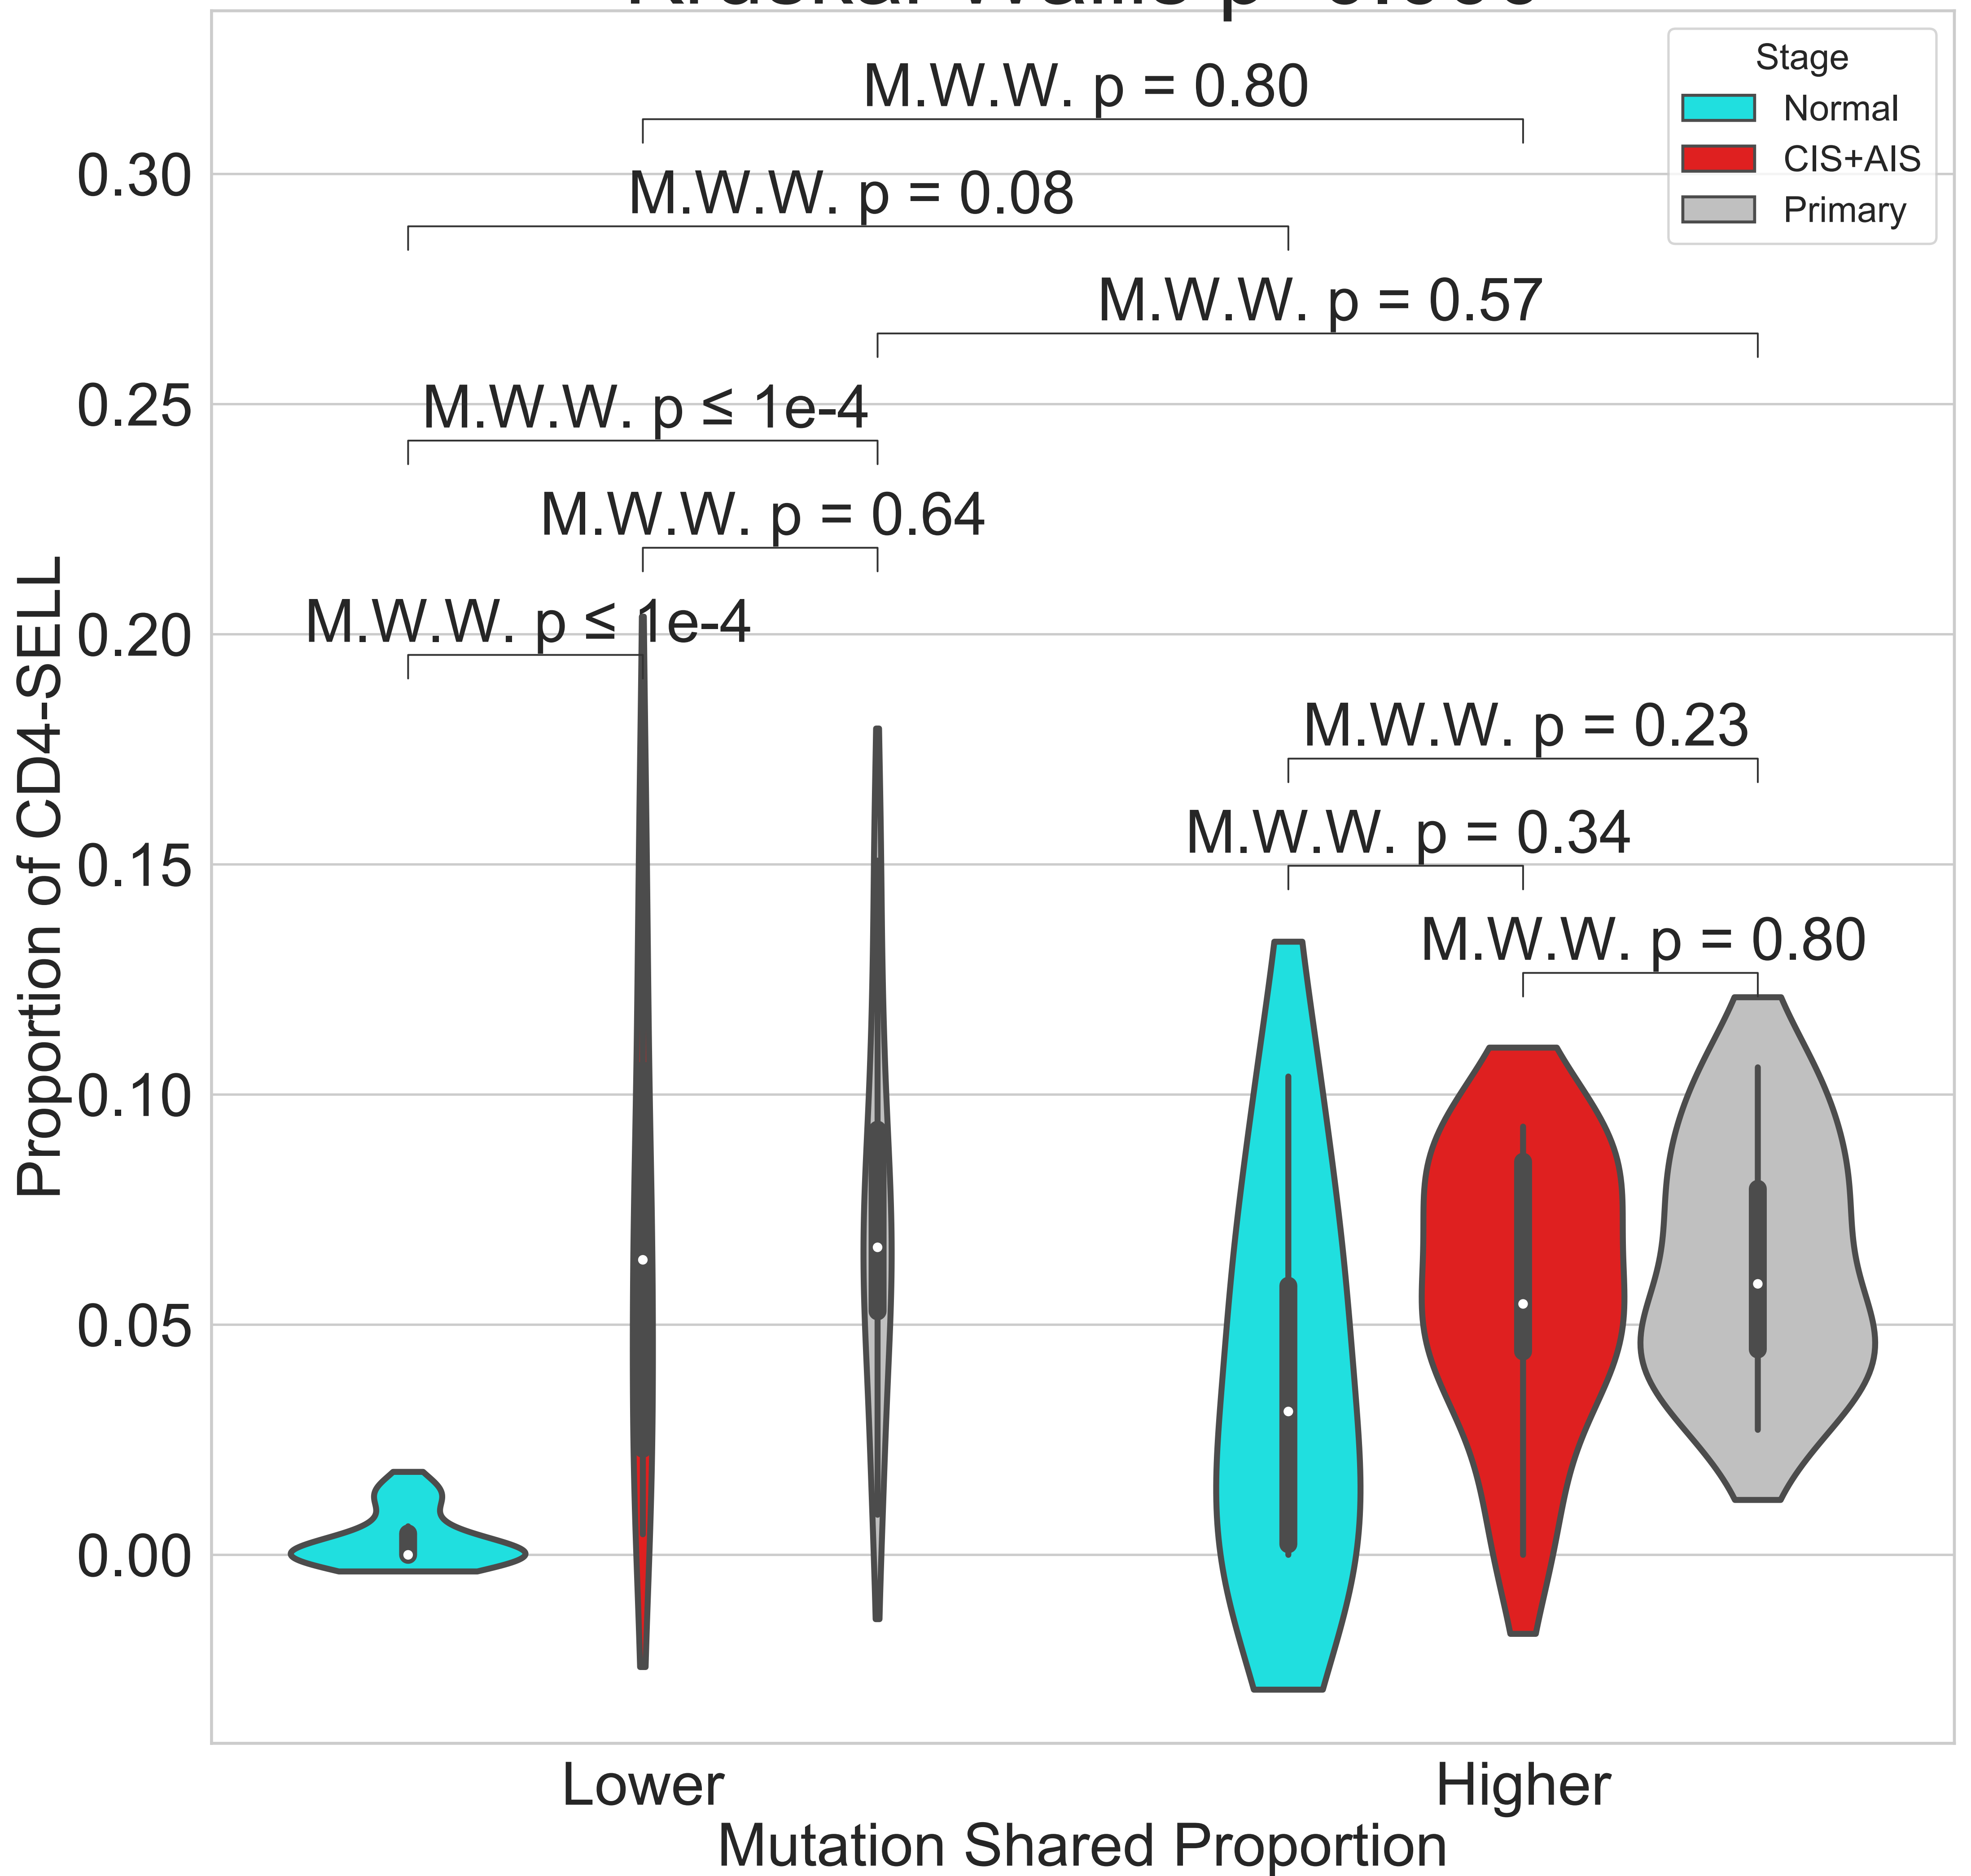 Stage
Normal
CIS+AIS
Primary
M.W.W. p = 0.80
M.W.W. p = 0.08
M.W.W. p = 0.57
M.W.W. p ≤ 1e-4
M.W.W. p = 0.64
M.W.W. p ≤ 1e-4
M.W.W. p = 0.23
M.W.W. p = 0.34
M.W.W. p = 0.80
Proportion of CD4-SELL
0.30
0.25
0.20
0.15
0.10
0.05
0.00
Lower
Higher
Mutation Shared Proportion